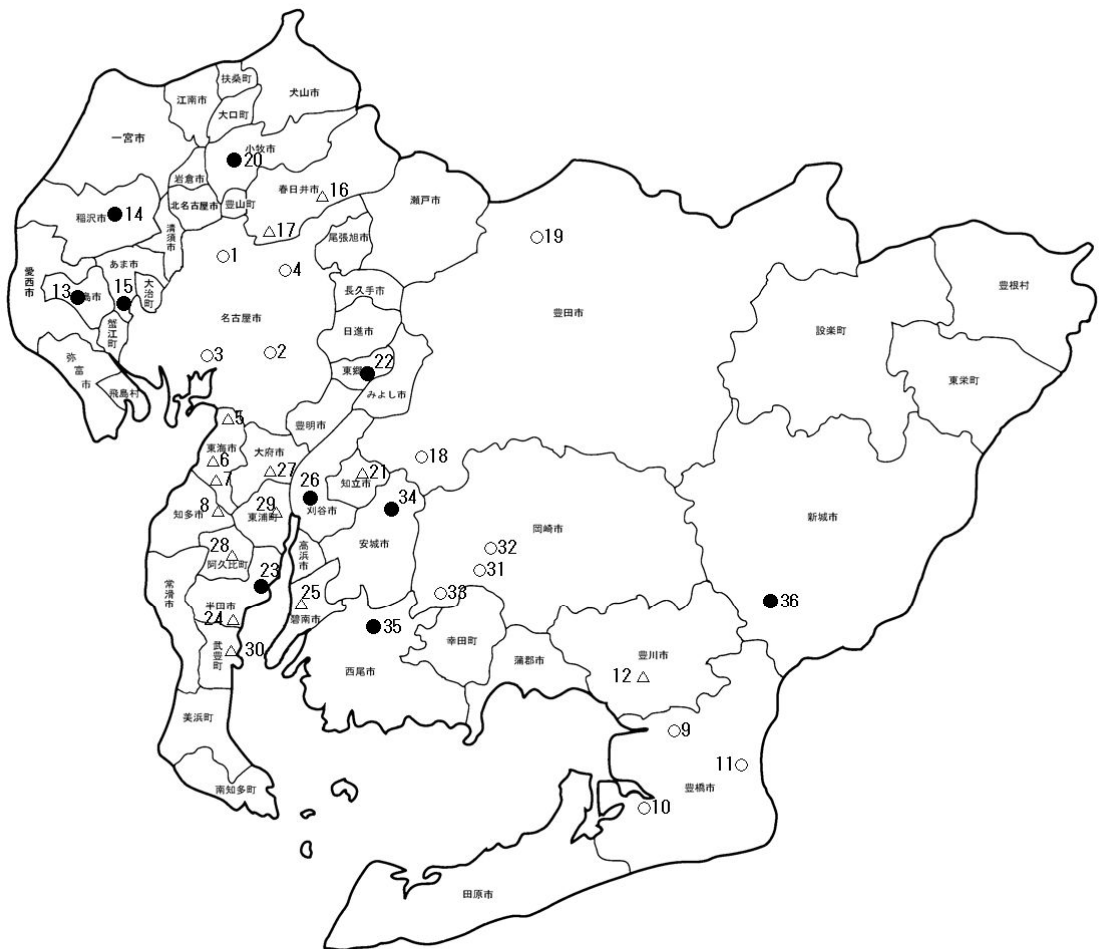 扶桑町
犬山市
江南市
大口町
一宮市
小牧市
●20
岩倉市
春日井市
△16
瀬戸市
稲沢市
●14
北名古屋市
豊山町
△17
清須市
尾張旭市
○19
○1
○4
あま市
愛西市
13●
島市
15●
大治町
長久手市
豊根村
名古屋市
豊田市
設楽町
蟹江町
日進市
弥富市
○3
○2
東郷
●22
東栄町
飛島村
みよし市
△5
豊明市
東海市
大府市
△6
△27
○18
△7
知立市
△21
26●
34●
知多市
8△
29△
東浦町
刈谷市
新城市
岡崎市
安城市
28△
○32
高浜市
阿久比町
○31
23●
常滑市
25△
○33
●36
半田市
24△
碧南市
●35
幸田町
武豊町
△30
西尾市
蒲郡市
豊川市
12△
美浜町
○9
11○
南知多町
豊橋市
○10
田原市